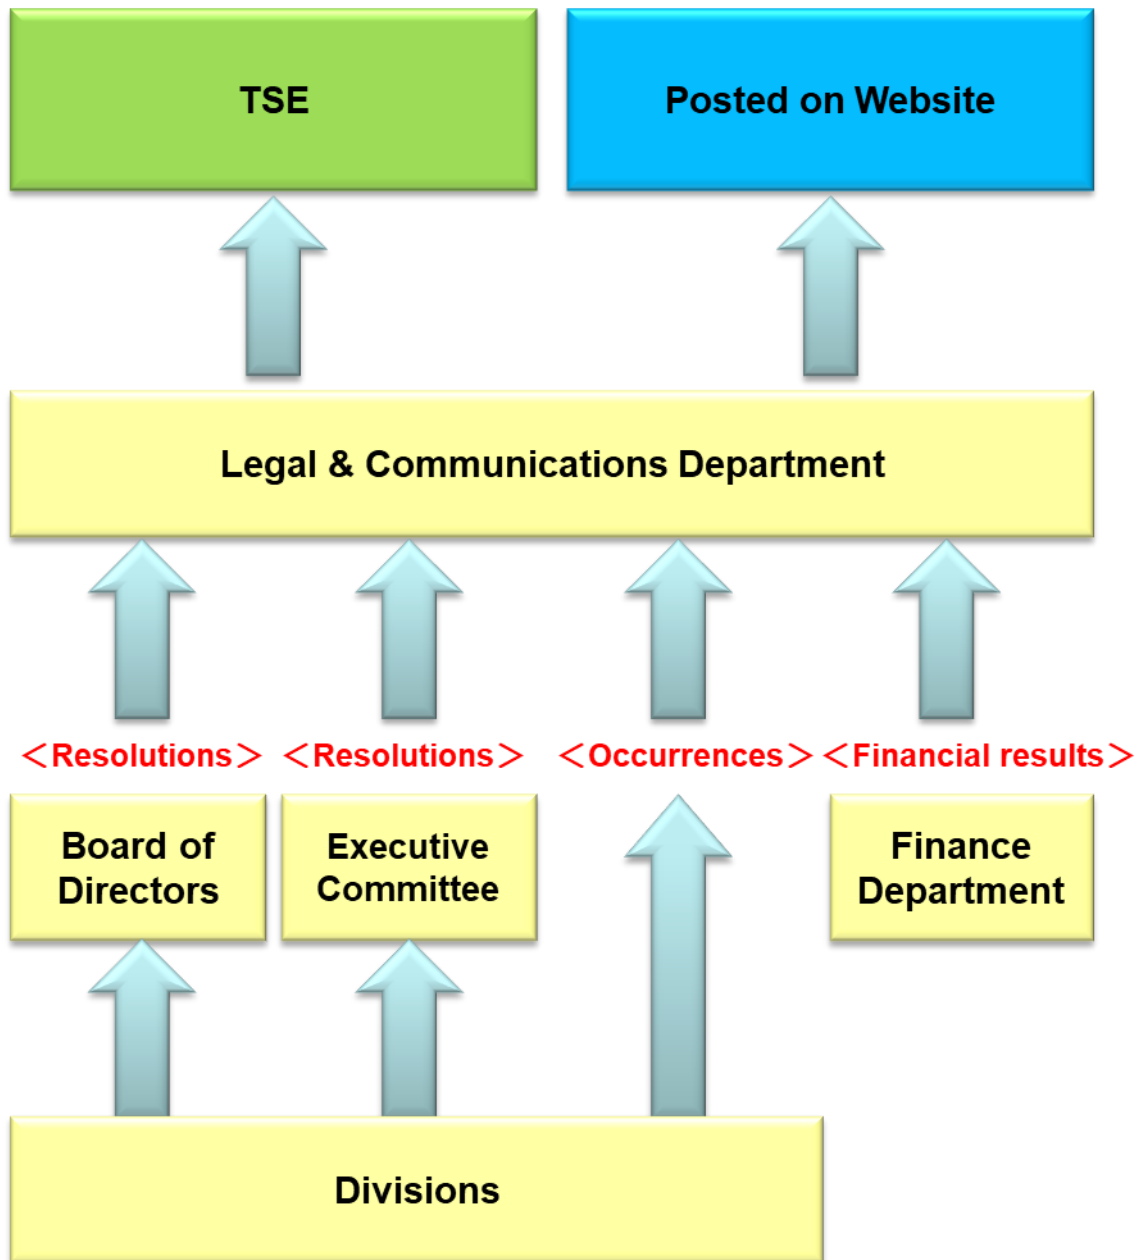 TSE
Posted on Website
Legal & Communications Department
＜Resolutions＞
＜Resolutions＞
＜Occurrences＞
＜Financial results＞
Board of
Directors
Executive
Committee
Finance
Department
Divisions